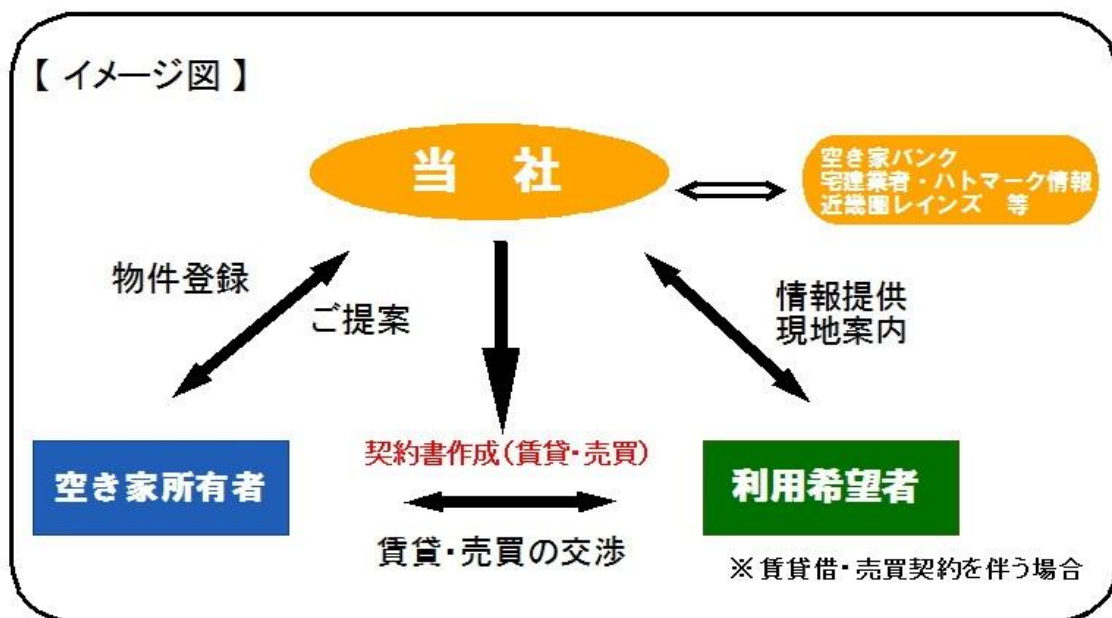 【 イメージ図 】
当 社
空き家バンク
宅建業者・ハトマーク情報
近畿圏レインズ 等
物件登録
ご提案
情報提供
現地案内
空き家所有者
契約書作成(賃貸・売買)
利用希望者
賃貸・売買の交渉
※賃貸借・売買契約を伴う場合